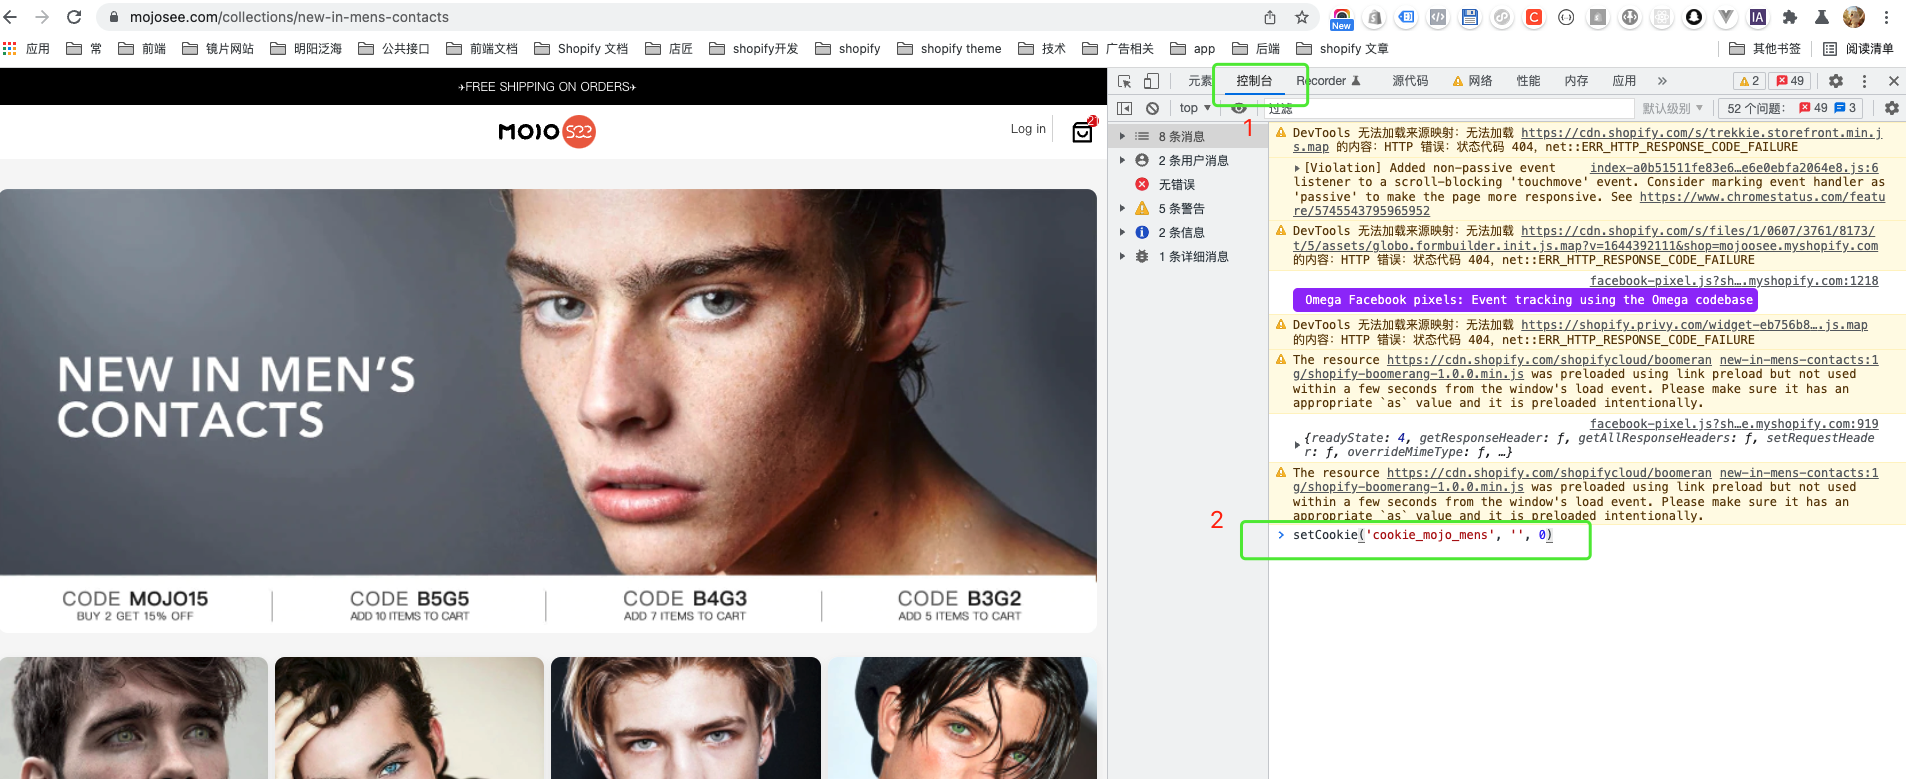 mojosee.com/collections/new-in-mens-contacts
New
应用
常
前端
镜片网站
明阳泛海
公共接口
前端文档
Shopify 文档
店匠
shopify开发
shopify
shopify theme
技术
广告相关
app
后端
shopify 文章
其他书签
阅读清单
✈FREE SHIPPING ON ORDERS✈
MOJO see
Log in
NEW IN MEN'S
CONTACTS
CODE MOJO15
BUY 2 GET 15% OFF
CODE B5G5
ADD 10 ITEMS TO CART
CODE B4G3
ADD 7 ITEMS TO CART
CODE B3G2
ADD 5 ITEMS TO CART
元素
控制台
Recorder
源代码
网络
性能
内存
应用
»
2
49
top
过滤
默认级别
52 个问题:
49
3
1
8 条消息
2 条用户消息
无错误
5 条警告
2 条信息
1 条详细消息
DevTools 无法加载来源映射: 无法加载 https://cdn.shopify.com/s/trekkie.storefront.min.j
s.map 的内容: HTTP 错误: 状态代码 404, net::ERR_HTTP_RESPONSE_CODE_FAILURE
[Violation] Added non-passive event index-a0b51511fe83e6…e6e0ebfa2064e8.js:6
listener to a scroll-blocking 'touchmove' event. Consider marking event handler as
'passive' to make the page more responsive. See https://www.chromestatus.com/featu
re/5745543795965952
DevTools 无法加载来源映射: 无法加载 https://cdn.shopify.com/s/files/1/0607/3761/8173/
t/5/assets/globo.formbuilder.init.js.map?v=1644392111&shop=mojoosee.myshopify.com
的内容: HTTP 错误: 状态代码 404, net::ERR_HTTP_RESPONSE_CODE_FAILURE
facebook-pixel.js?sh….myshopify.com:1218
Omega Facebook pixels: Event tracking using the Omega codebase
DevTools 无法加载来源映射: 无法加载 https://shopify.privy.com/widget-eb756b8….js.map
的内容: HTTP 错误: 状态代码 404, net::ERR_HTTP_RESPONSE_CODE_FAILURE
The resource https://cdn.shopify.com/shopifycloud/boomeran new-in-mens-contacts:1
g/shopify-boomerang-1.0.0.min.js was preloaded using link preload but not used
within a few seconds from the window's load event. Please make sure it has an
appropriate `as` value and it is preloaded intentionally.
facebook-pixel.js?sh…e.myshopify.com:919
{readyState: 4, getResponseHeader: ƒ, getAllResponseHeaders: ƒ, setRequestHeade
r: ƒ, overrideMimeType: ƒ, …}
The resource https://cdn.shopify.com/shopifycloud/boomeran new-in-mens-contacts:1
g/shopify-boomerang-1.0.0.min.js was preloaded using link preload but not used
within a few seconds from the window's load event. Please make sure it has an
appropriate `as` value and it is preloaded intentionally.
2
> setCookie('cookie_mojo_mens', '', 0)